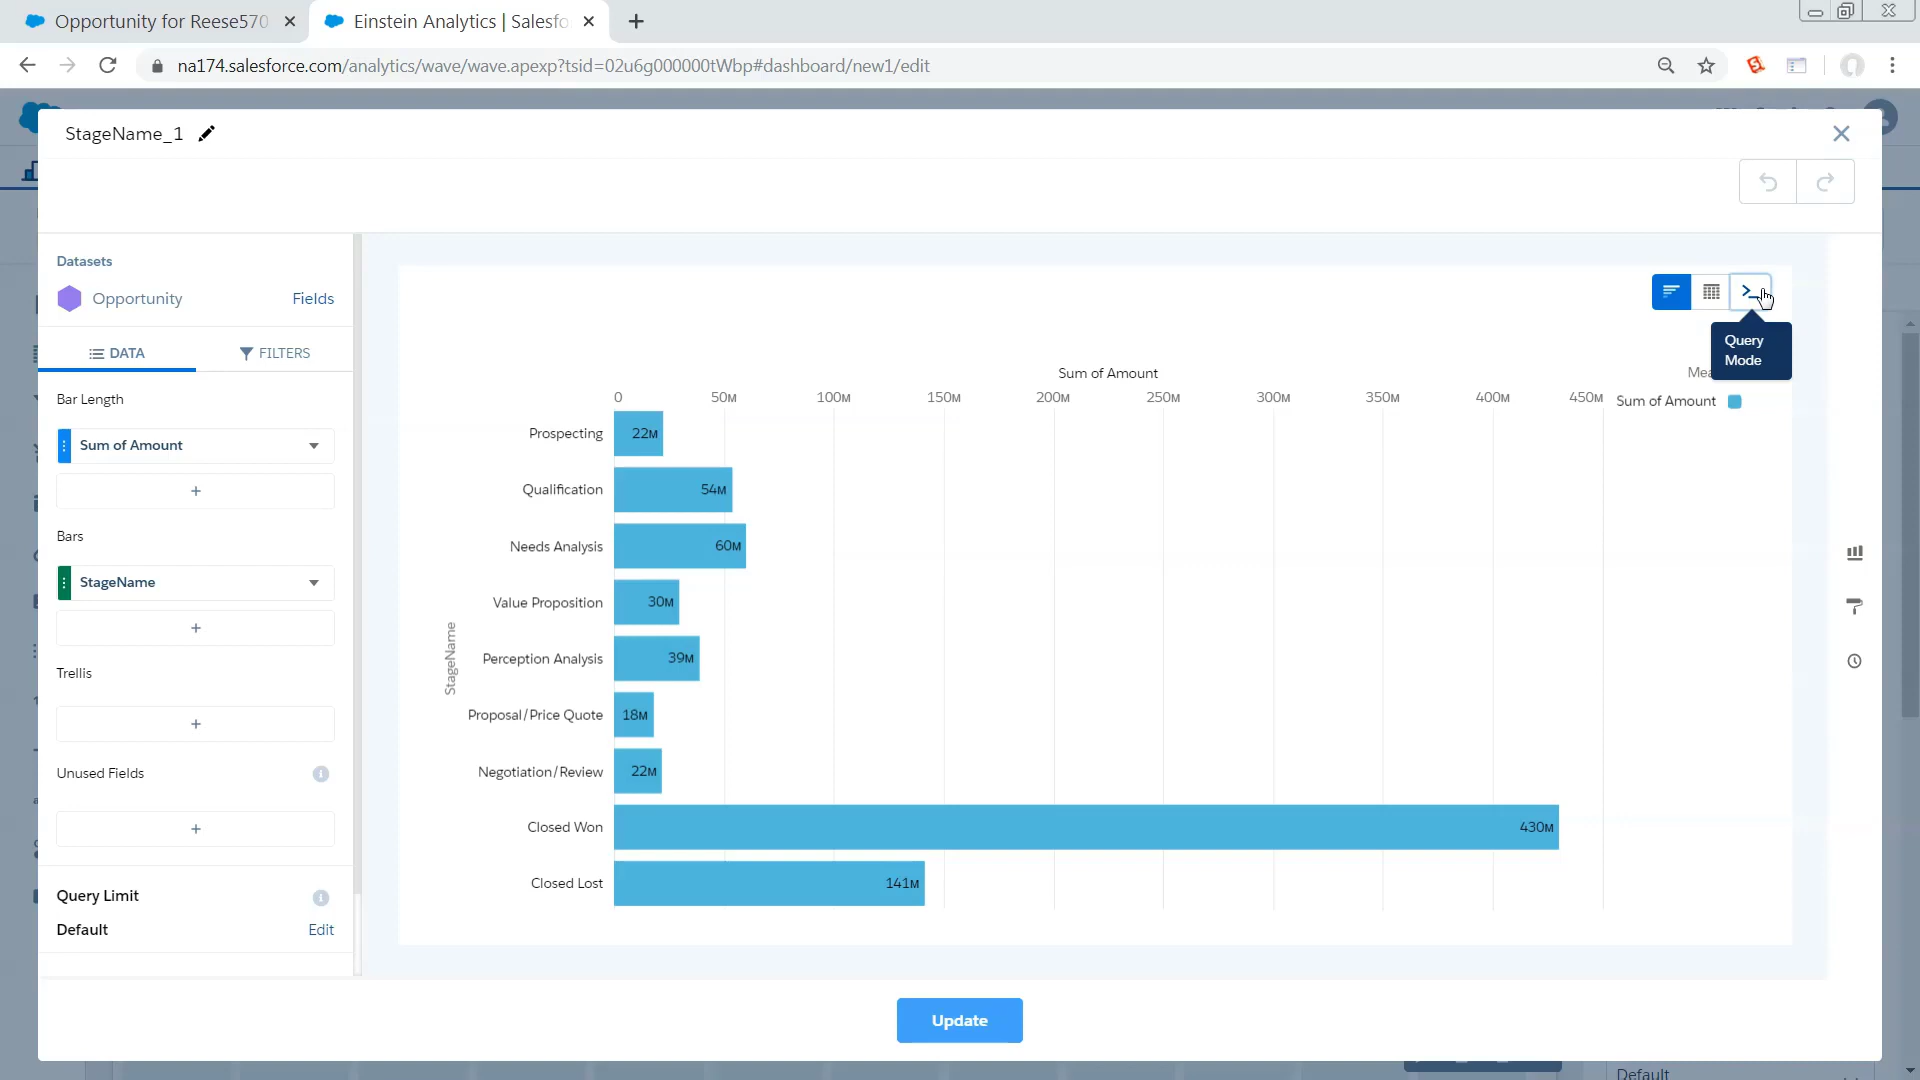 Opportunity for Reese570
Einstein Analytics | Salesfo
na174.salesforce.com/analytics/wave/wave.apexp?tsid=02u6g000000tWbp#dashboard/new1/edit
StageName_1
Datasets
Opportunity
Fields
DATA
FILTERS
Bar Length
Sum of Amount
Bars
StageName
Trellis
Unused Fields
Query Limit
Default
Edit
Query
Mode
Sum of Amount
0 50M 100M 150M 200M 250M 300M 350M 400M 450M
Sum of Amount
StageName
Prospecting 22M
Qualification 54M
Needs Analysis 60M
Value Proposition 30M
Perception Analysis 39M
Proposal/Price Quote 18M
Negotiation/Review 22M
Closed Won 430M
Closed Lost 141M
Update
Default